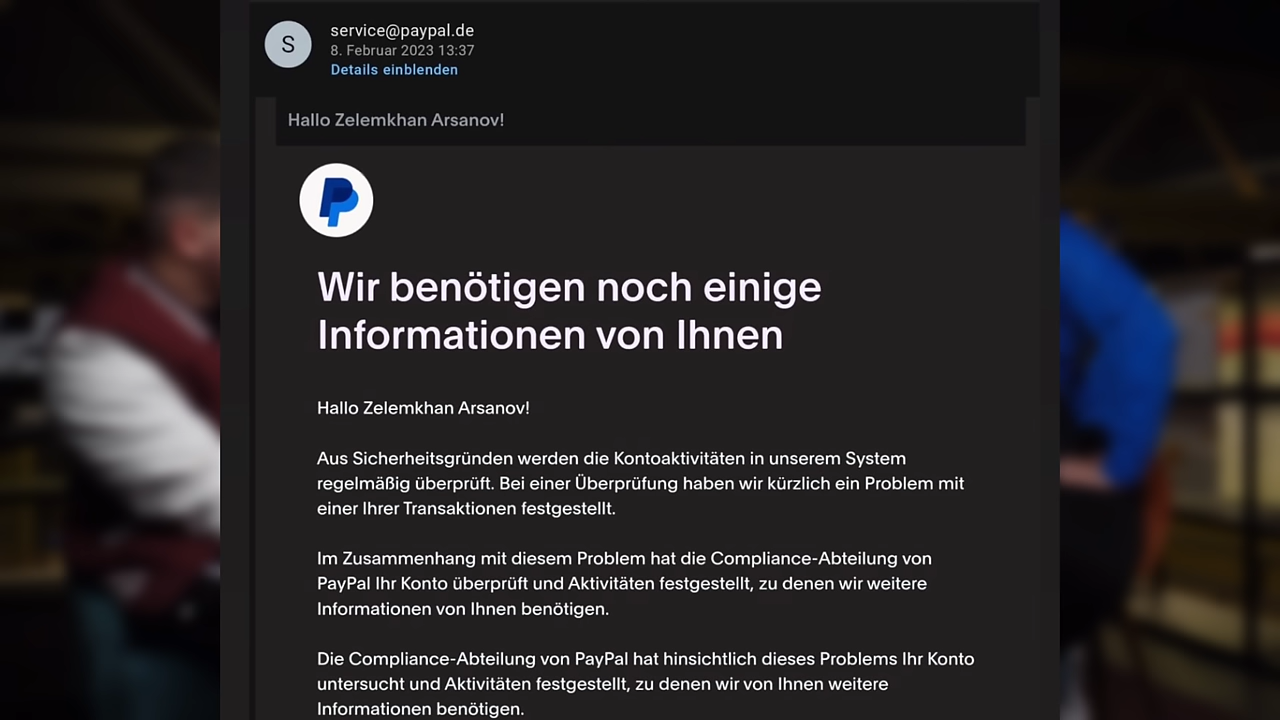 S
service@paypal.de
8. Februar 2023 13:37
Details einblenden
Hallo Zelemkhan Arsanov!
Wir benötigen noch einige
Informationen von Ihnen
Hallo Zelemkhan Arsanov!
Aus Sicherheitsgründen werden die Kontoaktivitäten in unserem System
regelmäßig überprüft. Bei einer Überprüfung haben wir kürzlich ein Problem mit
einer Ihrer Transaktionen festgestellt.
Im Zusammenhang mit diesem Problem hat die Compliance-Abteilung von
PayPal Ihr Konto überprüft und Aktivitäten festgestellt, zu denen wir weitere
Informationen von Ihnen benötigen.
Die Compliance-Abteilung von PayPal hat hinsichtlich dieses Problems Ihr Konto
untersucht und Aktivitäten festgestellt, zu denen wir von Ihnen weitere
Informationen benötigen.